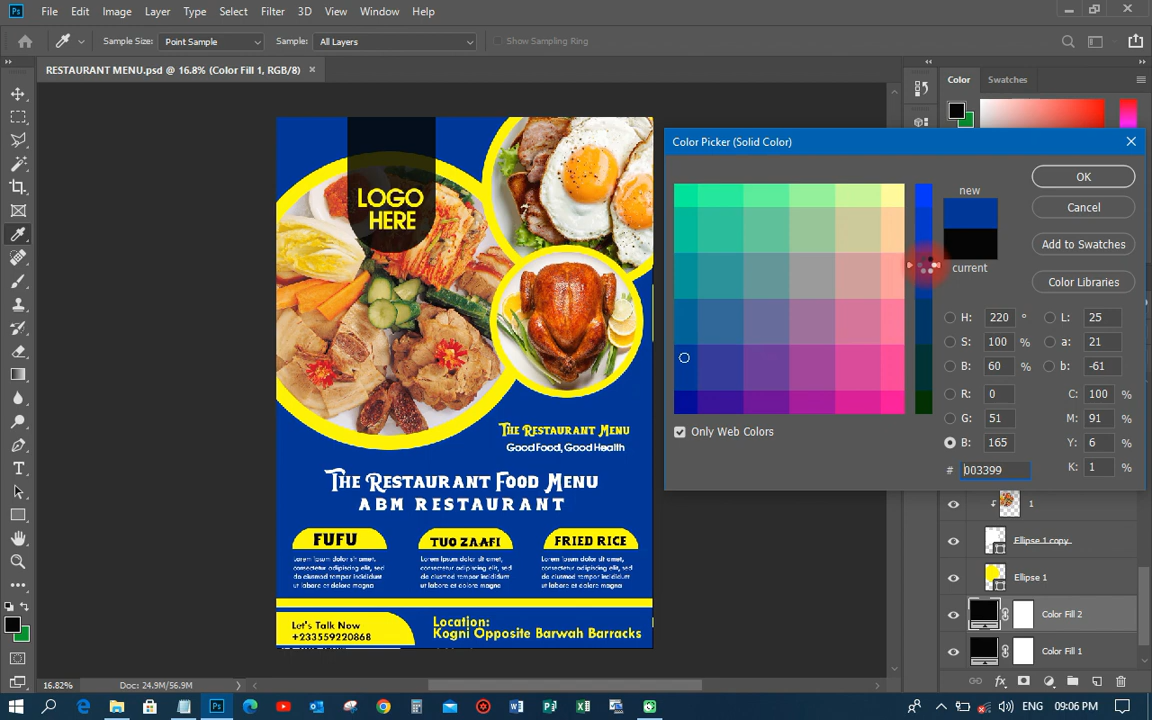 Ps File Edit Image Layer Type Select Filter 3D View Window Help
Sample Size: Point Sample Sample: All Layers Show Sampling Ring
RESTAURANT MENU.psd @ 16.8% (Color Fill 1, RGB/8) ×
Color Swatches
LOGO
HERE
The Restaurant Menu
Good Food, Good Health
The Restaurant Food Menu
ABM RESTAURANT
FUFU
Lorem ipsum dolor sit amet,
consectetur adipiscing elit, sed
do eiusmod tempor incididunt
ut labore et dolore magna
TUO ZAAFI
Lorem ipsum dolor sit amet,
consectetur adipiscing elit, sed
do eiusmod tempor incididunt
ut labore et dolore magna
FRIED RICE
Lorem ipsum dolor sit amet,
consectetur adipiscing elit, sed
do eiusmod tempor incididunt
ut labore et dolore magna
Let's Talk Now
+233559220868
Location:
Kogni Opposite Barwah Barracks
Color Picker (Solid Color)
new
current
OK
Cancel
Add to Swatches
Color Libraries
H: 220 ° L: 25
S: 100 % a: 21
B: 60 % b: -61
R: 0 C: 100 %
G: 51 M: 91 %
B: 165 Y: 6 %
# 003399 K: 1 %
Only Web Colors
1
Ellipse 1 copy
Ellipse 1
Color Fill 2
Color Fill 1
16.82% Doc: 24.9M/56.9M
ENG 09:06 PM